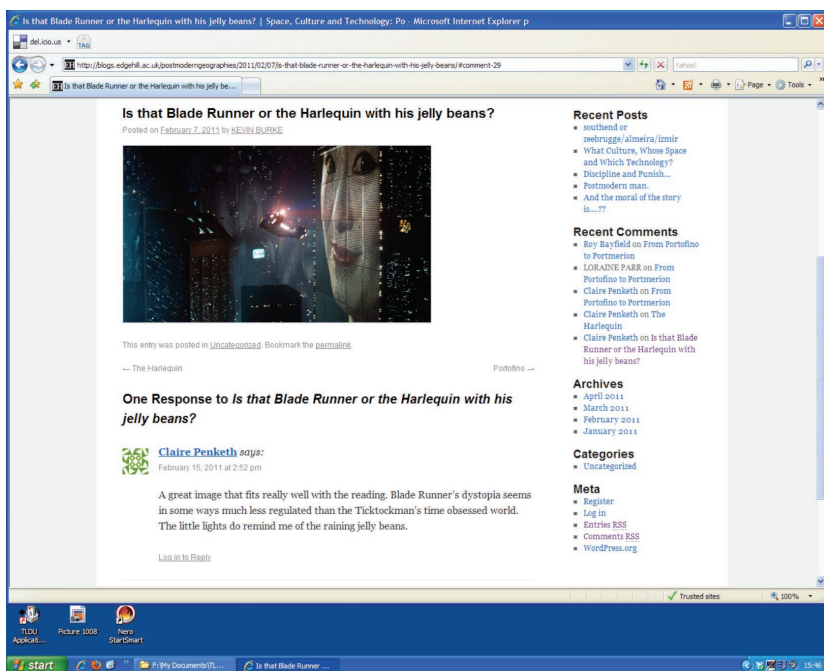 Is that Blade Runner or the Harlequin with his jelly beans? | Space, Culture and Technology: Po - Microsoft Internet Explorer p
del.icio.us
TAG
http://blogs.edgehill.ac.uk/postmoderngeographies/2011/02/07/is-that-blade-runner-or-the-harlequin-with-his-jelly-beans/#comment-29
Yahoo!
Is that Blade Runner or the Harlequin with his jelly be...
Page
Tools
Is that Blade Runner or the Harlequin with his jelly beans?
Posted on February 7, 2011 by KEVIN BURKE
This entry was posted in Uncategorized. Bookmark the permalink.
← The Harlequin
Portofino →
One Response to Is that Blade Runner or the Harlequin with his
jelly beans?
Claire Penketh says:
February 15, 2011 at 2:52 pm
A great image that fits really well with the reading. Blade Runner's dystopia seems
in some ways much less regulated than the Ticktockman's time obsessed world.
The little lights do remind me of the raining jelly beans.
Log in to Reply
Recent Posts
southend or
zeebrugge/almeira/izmir
What Culture, Whose Space
and Which Technology?
Discipline and Punish...
Postmodern man.
And the moral of the story
is....??
Recent Comments
Roy Bayfield on From Portofino
to Portmerion
LORAINE PARR on From
Portofino to Portmerion
Claire Penketh on From
Portofino to Portmerion
Claire Penketh on The
Harlequin
Claire Penketh on Is that Blade
Runner or the Harlequin with
his jelly beans?
Archives
April 2011
March 2011
February 2011
January 2011
Categories
Uncategorized
Meta
Register
Log in
Entries RSS
Comments RSS
WordPress.org
Trusted sites
100%
TLDU
Applicati...
Picture 1008
Nero
StartSmart
start
F:\My Documents\TL...
Is that Blade Runner ...
15:46